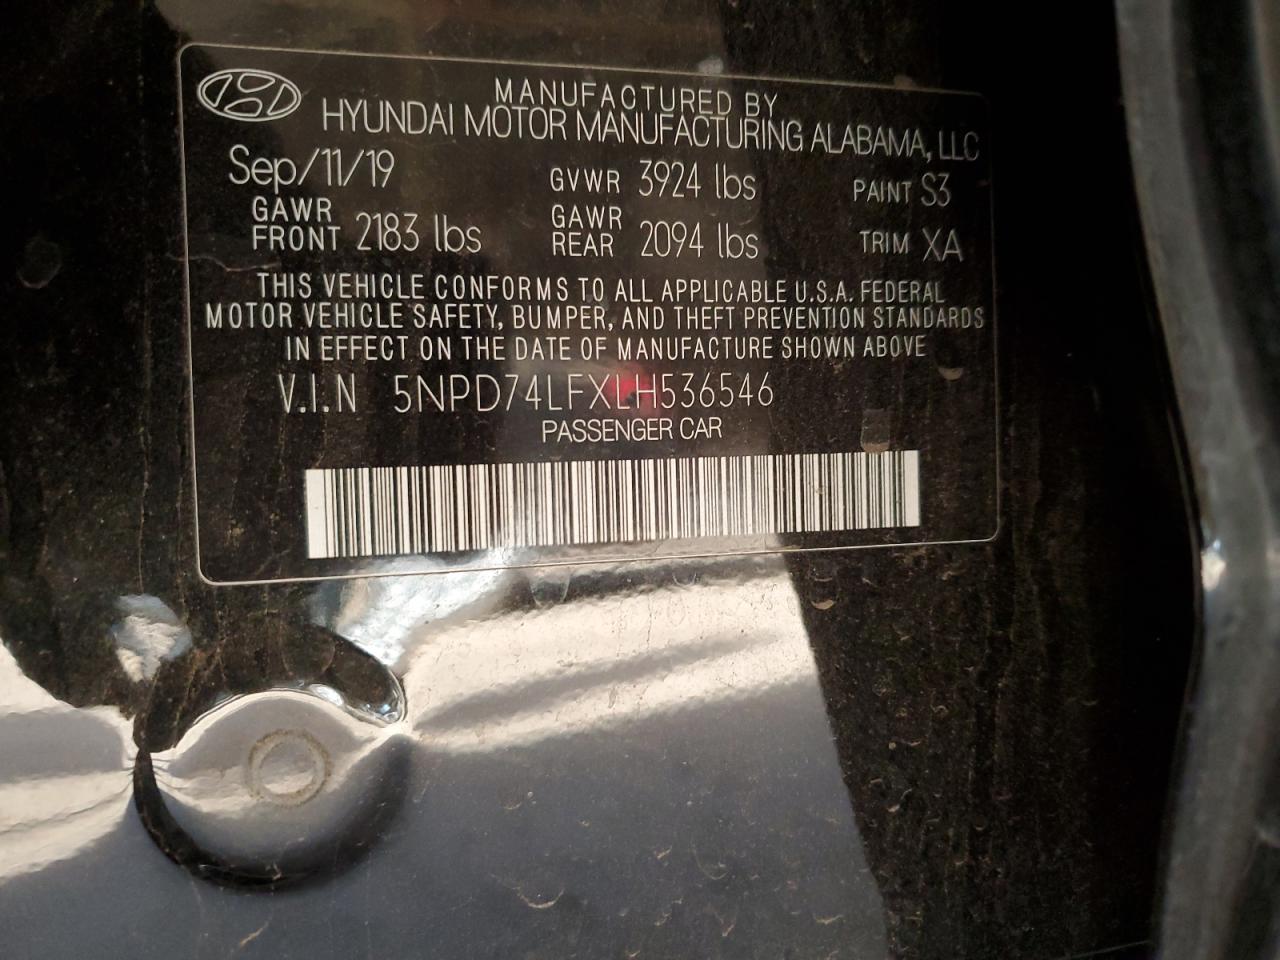 MANUFACTURED BY
HYUNDAI MOTOR MANUFACTURING ALABAMA, LLC
Sep/11/19 GVWR 3924 lbs PAINT S3
GAWR FRONT 2183 lbs GAWR REAR 2094 lbs TRIM XA
THIS VEHICLE CONFORMS TO ALL APPLICABLE U.S.A. FEDERAL
MOTOR VEHICLE SAFETY, BUMPER, AND THEFT PREVENTION STANDARDS
IN EFFECT ON THE DATE OF MANUFACTURE SHOWN ABOVE
V.I.N 5NPD74LFXLH536546
PASSENGER CAR